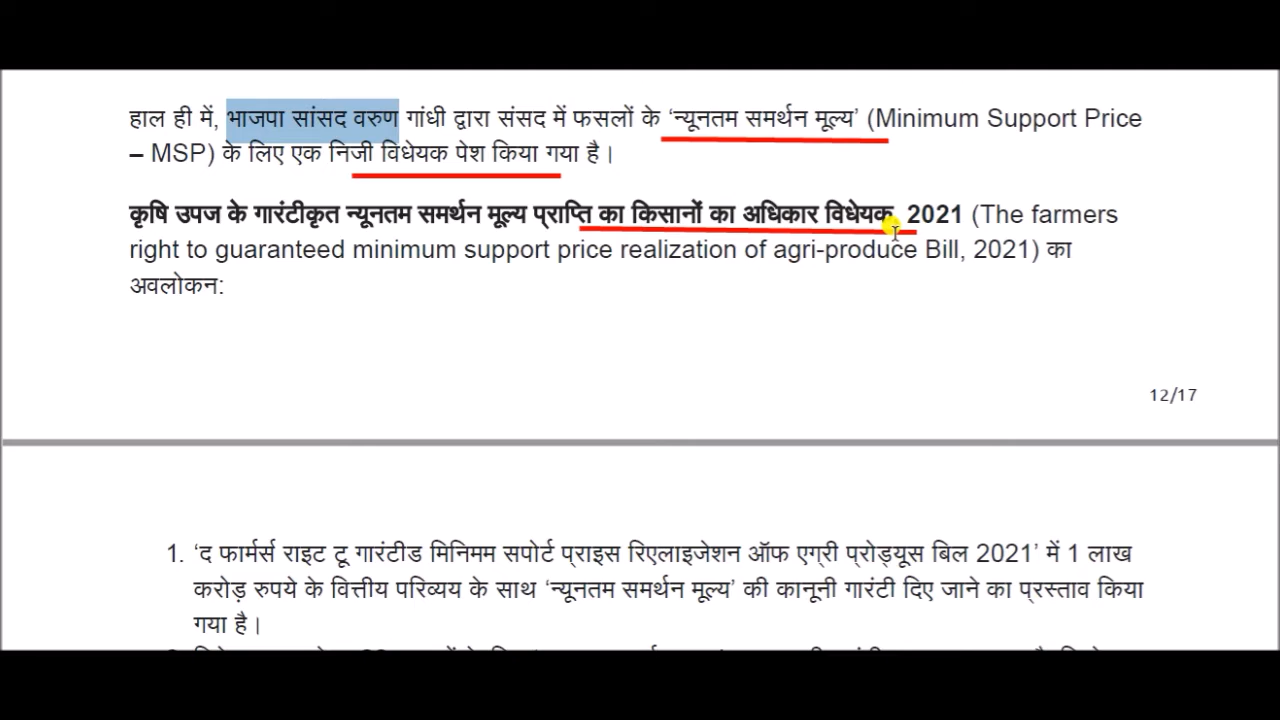 हाल ही में, भाजपा सांसद वरुण गांधी द्वारा संसद में फसलों के ‘न्यूनतम समर्थन मूल्य’ (Minimum Support Price
– MSP) के लिए एक निजी विधेयक पेश किया गया है।
कृषि उपज के गारंटीकृत न्यूनतम समर्थन मूल्य प्राप्ति का किसानों का अधिकार विधेयक, 2021 (The farmers
right to guaranteed minimum support price realization of agri-produce Bill, 2021) का
अवलोकन:
12/17
1. ‘द फार्मर्स राइट टू गारंटीड मिनिमम सपोर्ट प्राइस रिएलाइजेशन ऑफ एग्री प्रोड्यूस बिल 2021’ में 1 लाख
करोड़ रुपये के वित्तीय परिव्यय के साथ ‘न्यूनतम समर्थन मूल्य’ की कानूनी गारंटी दिए जाने का प्रस्ताव किया
गया है।